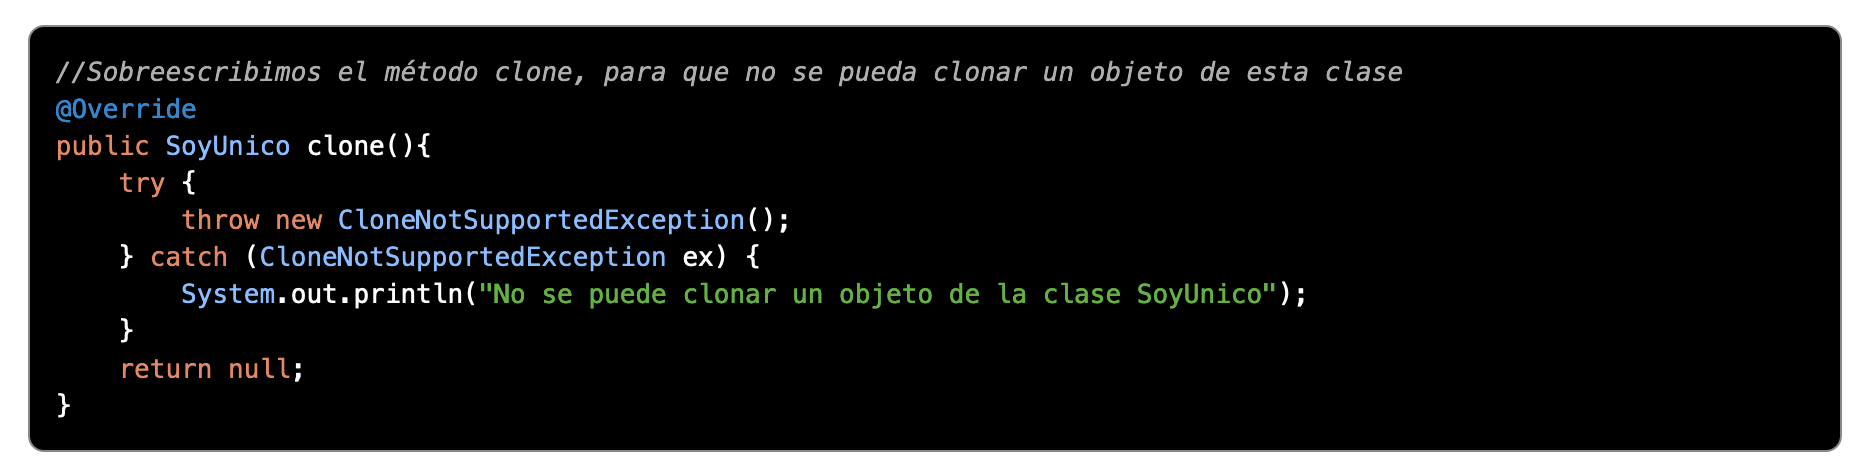 //Sobreescribimos el método clone, para que no se pueda clonar un objeto de esta clase
@Override
public SoyUnico clone(){
    try {
        throw new CloneNotSupportedException();
    } catch (CloneNotSupportedException ex) {
        System.out.println("No se puede clonar un objeto de la clase SoyUnico");
    }
    return null;
}